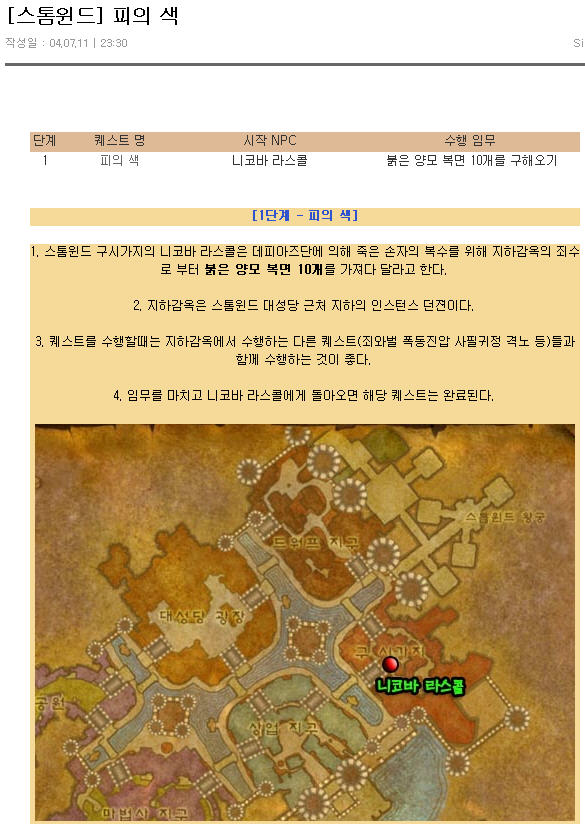 [스톰윈드] 피의 색
작성일 : 04.07.11 | 23:30
Si
단계 퀘스트 명 시작 NPC 수행 임무
1 피의 색 니코바 라스콜 붉은 양모 복면 10개를 구해오기
[1단계 - 피의 색]
1. 스톰윈드 구시가지의 니코바 라스콜은 데피아즈단에 의해 죽은 손자의 복수를 위해 지하감옥의 죄수
로 부터 붉은 양모 복면 10개를 가져다 달라고 한다.
2. 지하감옥은 스톰윈드 대성당 근처 지하의 인스턴스 던젼이다.
3. 퀘스트를 수행할때는 지하감옥에서 수행하는 다른 퀘스트(죄와벌 폭동진압 사필귀정 격노 등)들과
함께 수행하는 것이 좋다.
4. 임무를 마치고 니코바 라스콜에게 돌아오면 해당 퀘스트는 완료된다.
스톰윈드 왕궁
드워프 지구
대성당 광장
구 시가지
니코바 라스콜
공원
상업 지구
마법사 지구